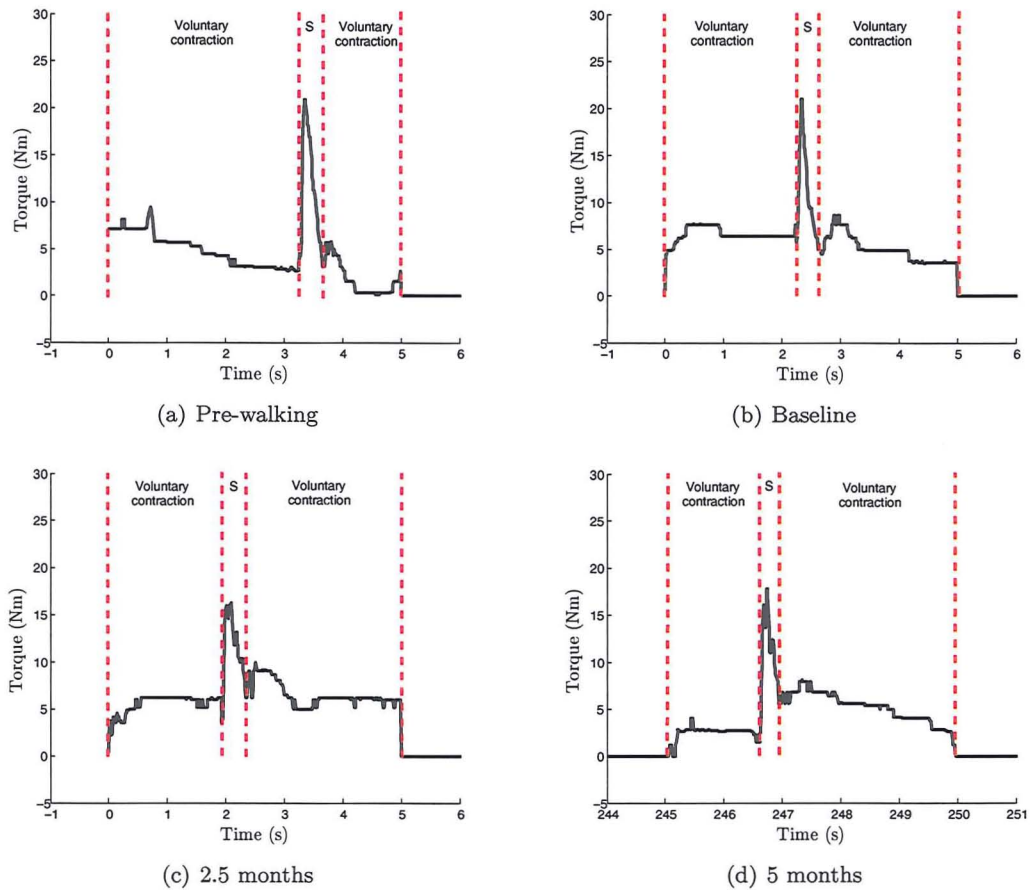 Voluntary
contraction
S
Voluntary
contraction
30
25
20
15
10
5
0
−5
Torque (Nm)
−1 0 1 2 3 4 5 6
Time (s)
(a) Pre-walking
Voluntary
contraction
S
Voluntary
contraction
30
25
20
15
10
5
0
−5
Torque (Nm)
−1 0 1 2 3 4 5 6
Time (s)
(b) Baseline
Voluntary
contraction
S
Voluntary
contraction
30
25
20
15
10
5
0
−5
Torque (Nm)
−1 0 1 2 3 4 5 6
Time (s)
(c) 2.5 months
Voluntary
contraction
S
Voluntary
contraction
30
25
20
15
10
5
0
−5
Torque (Nm)
244 245 246 247 248 249 250 251
Time (s)
(d) 5 months